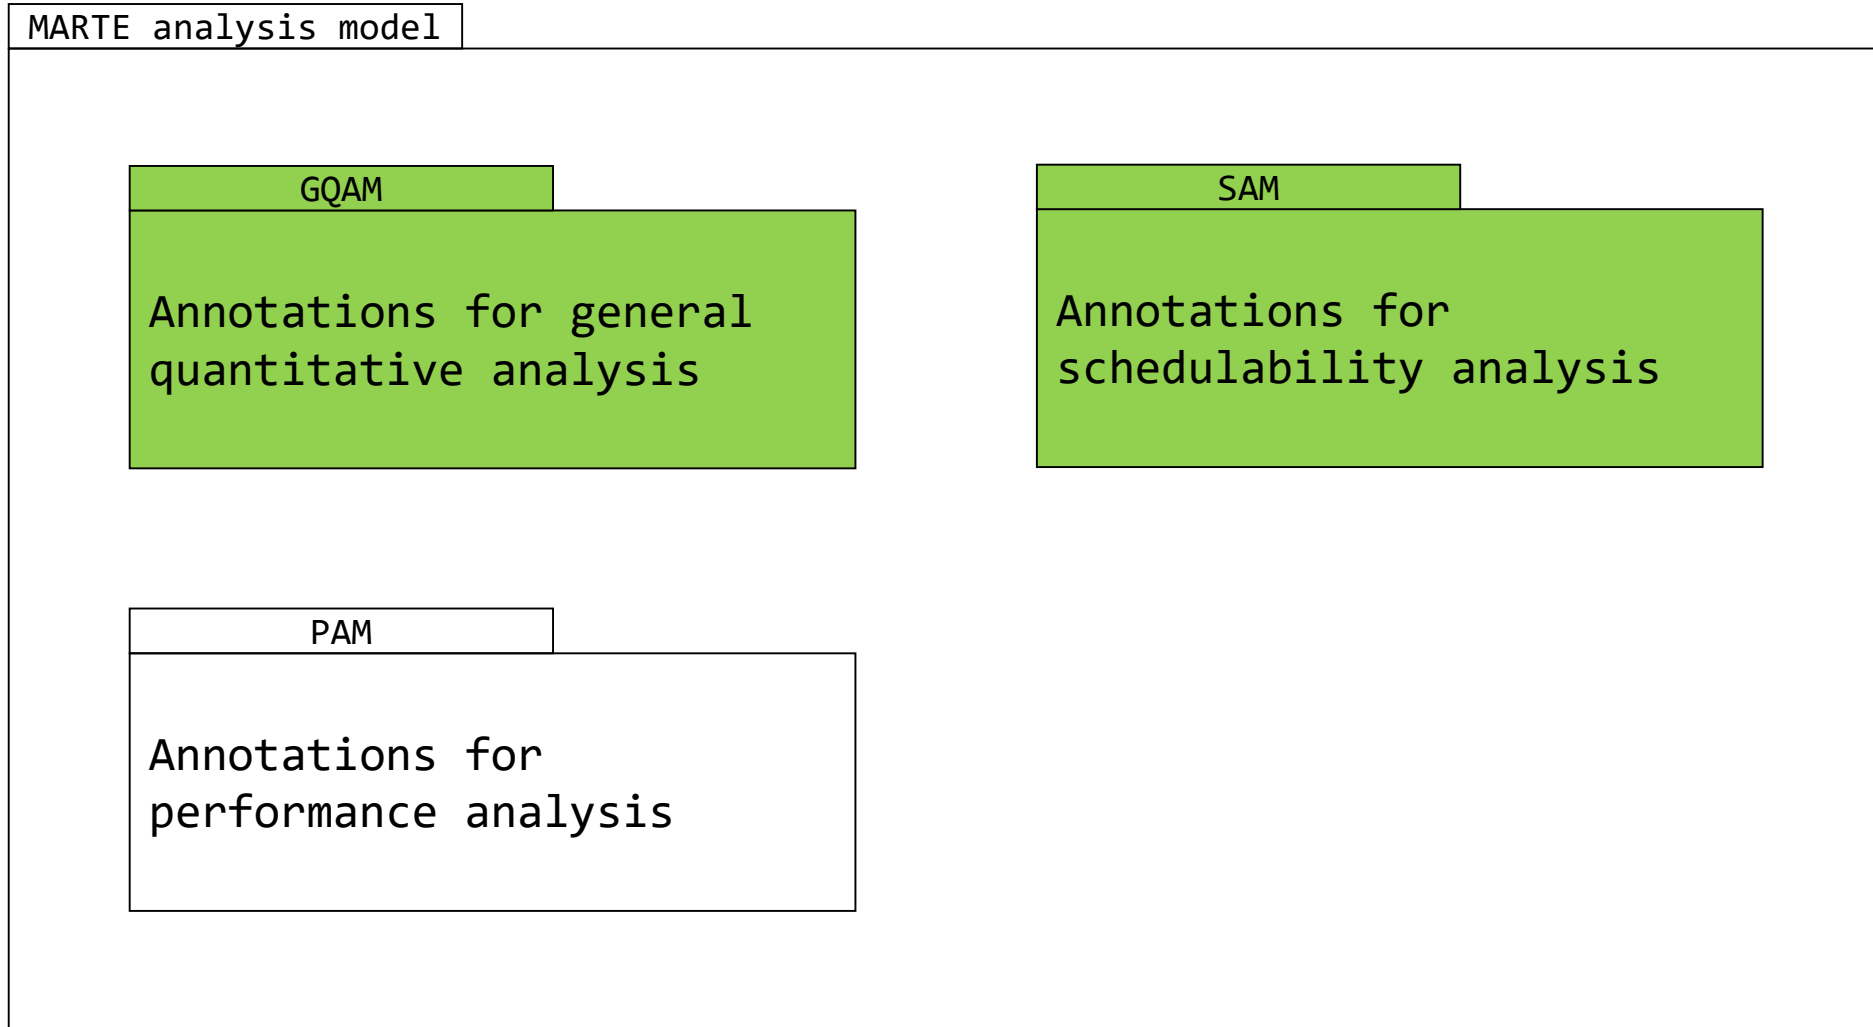 MARTE analysis model
GQAM
Annotations for general
quantitative analysis
SAM
Annotations for
schedulability analysis
PAM
Annotations for
performance analysis